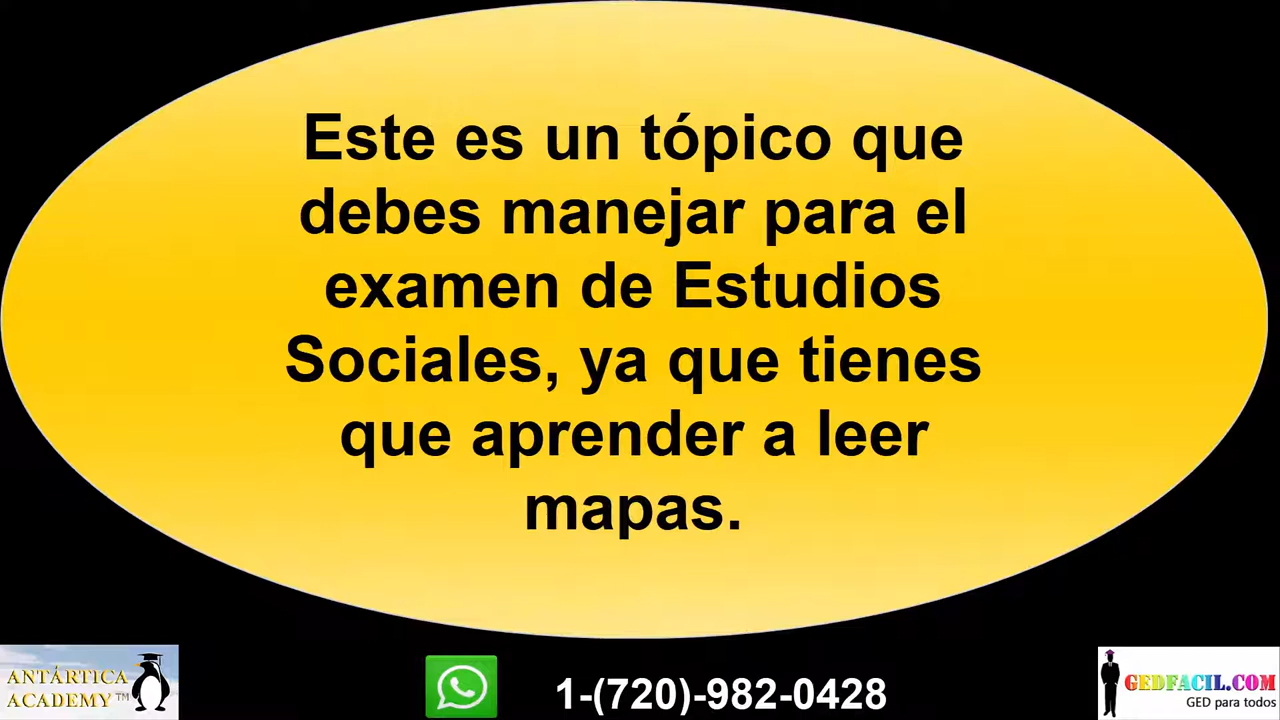 Este es un tópico que
debes manejar para el
examen de Estudios
Sociales, ya que tienes
que aprender a leer
mapas.
ANTÁRTICA
ACADEMY™
1-(720)-982-0428
GEDFACIL.COM
GED para todos